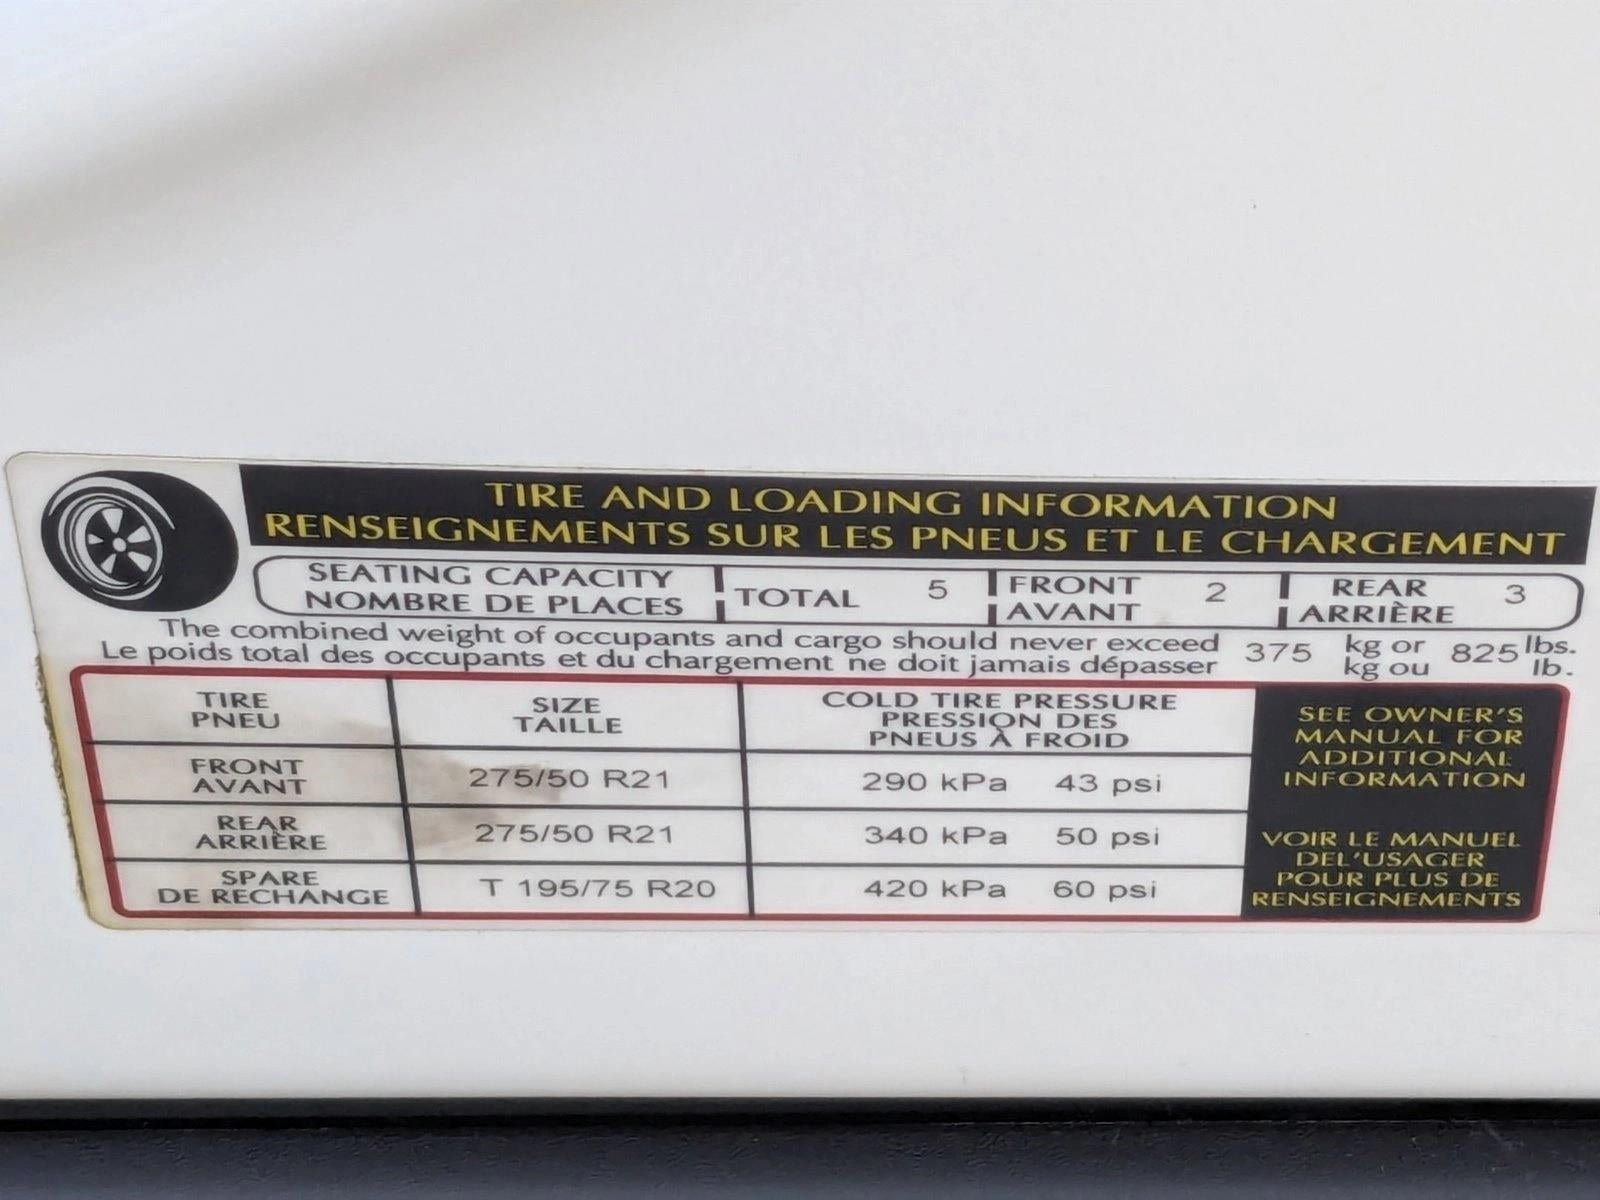 TIRE AND LOADING INFORMATION
RENSEIGNEMENTS SUR LES PNEUS ET LE CHARGEMENT
SEATING CAPACITY
NOMBRE DE PLACES
TOTAL 5
FRONT
AVANT
2
REAR
ARRIÈRE
3
The combined weight of occupants and cargo should never exceed
Le poids total des occupants et du chargement ne doit jamais dépasser
375
kg or
kg ou
825
lbs.
lb.
TIRE
PNEU
SIZE
TAILLE
COLD TIRE PRESSURE
PRESSION DES
PNEUS À FROID
FRONT
AVANT
275/50 R21
290 kPa 43 psi
REAR
ARRIÈRE
275/50 R21
340 kPa 50 psi
SPARE
DE RECHANGE
T 195/75 R20
420 kPa 60 psi
SEE OWNER'S
MANUAL FOR
ADDITIONAL
INFORMATION
VOIR LE MANUEL
DEL'USAGER
POUR PLUS DE
RENSEIGNEMENTS